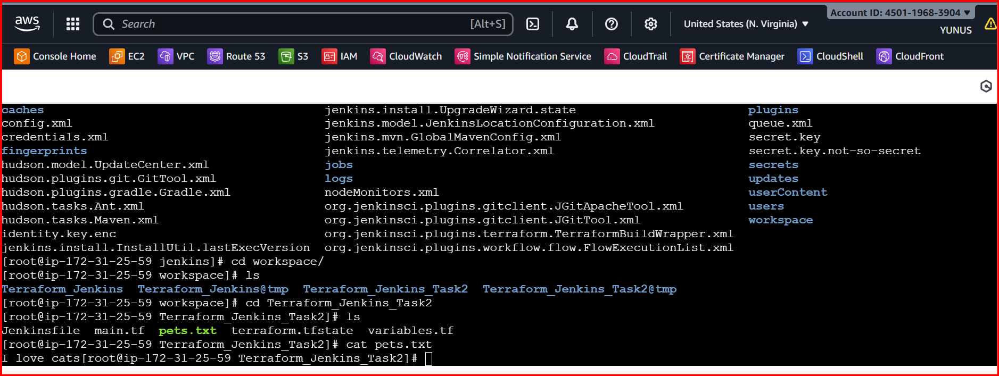 aws
Search [Alt+S]
United States (N. Virginia) ▼
Account ID: 4501-1968-3904 ▼
YUNUS
Console Home EC2 VPC Route 53 S3 IAM CloudWatch Simple Notification Service CloudTrail Certificate Manager CloudShell CloudFront
caches jenkins.install.UpgradeWizard.state plugins
config.xml jenkins.model.JenkinsLocationConfiguration.xml queue.xml
credentials.xml jenkins.mvn.GlobalMavenConfig.xml secret.key
fingerprints jenkins.telemetry.Correlator.xml secret.key.not-so-secret
hudson.model.UpdateCenter.xml jobs secrets
hudson.plugins.git.GitTool.xml logs updates
hudson.plugins.gradle.Gradle.xml nodeMonitors.xml userContent
hudson.tasks.Ant.xml org.jenkinsci.plugins.gitclient.JGitApacheTool.xml users
hudson.tasks.Maven.xml org.jenkinsci.plugins.gitclient.JGitTool.xml workspace
identity.key.enc org.jenkinsci.plugins.terraform.TerraformBuildWrapper.xml
jenkins.install.InstallUtil.lastExecVersion org.jenkinsci.plugins.workflow.flow.FlowExecutionList.xml
[root@ip-172-31-25-59 jenkins]# cd workspace/
[root@ip-172-31-25-59 workspace]# ls
Terraform_Jenkins Terraform_Jenkins@tmp Terraform_Jenkins_Task2 Terraform_Jenkins_Task2@tmp
[root@ip-172-31-25-59 workspace]# cd Terraform_Jenkins_Task2
[root@ip-172-31-25-59 Terraform_Jenkins_Task2]# ls
Jenkinsfile main.tf pets.txt terraform.tfstate variables.tf
[root@ip-172-31-25-59 Terraform_Jenkins_Task2]# cat pets.txt
I love cats[root@ip-172-31-25-59 Terraform_Jenkins_Task2]#